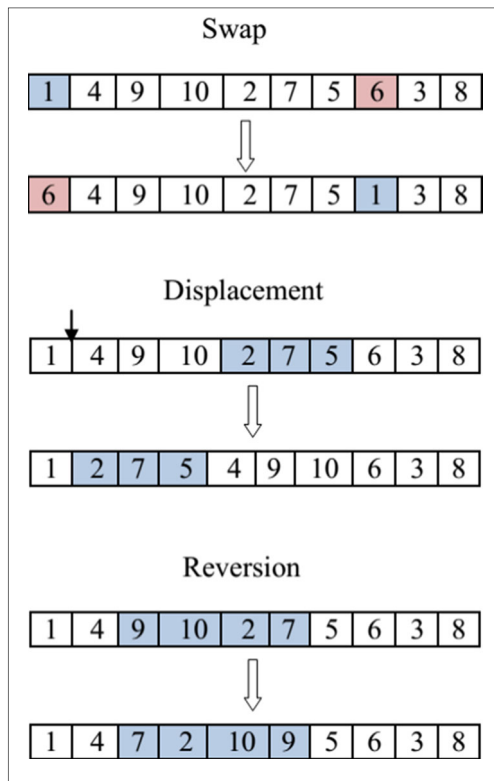 Swap
1 4 9 10 2 7 5 6 3 8
6 4 9 10 2 7 5 1 3 8
Displacement
1 4 9 10 2 7 5 6 3 8
1 2 7 5 4 9 10 6 3 8
Reversion
1 4 9 10 2 7 5 6 3 8
1 4 7 2 10 9 5 6 3 8